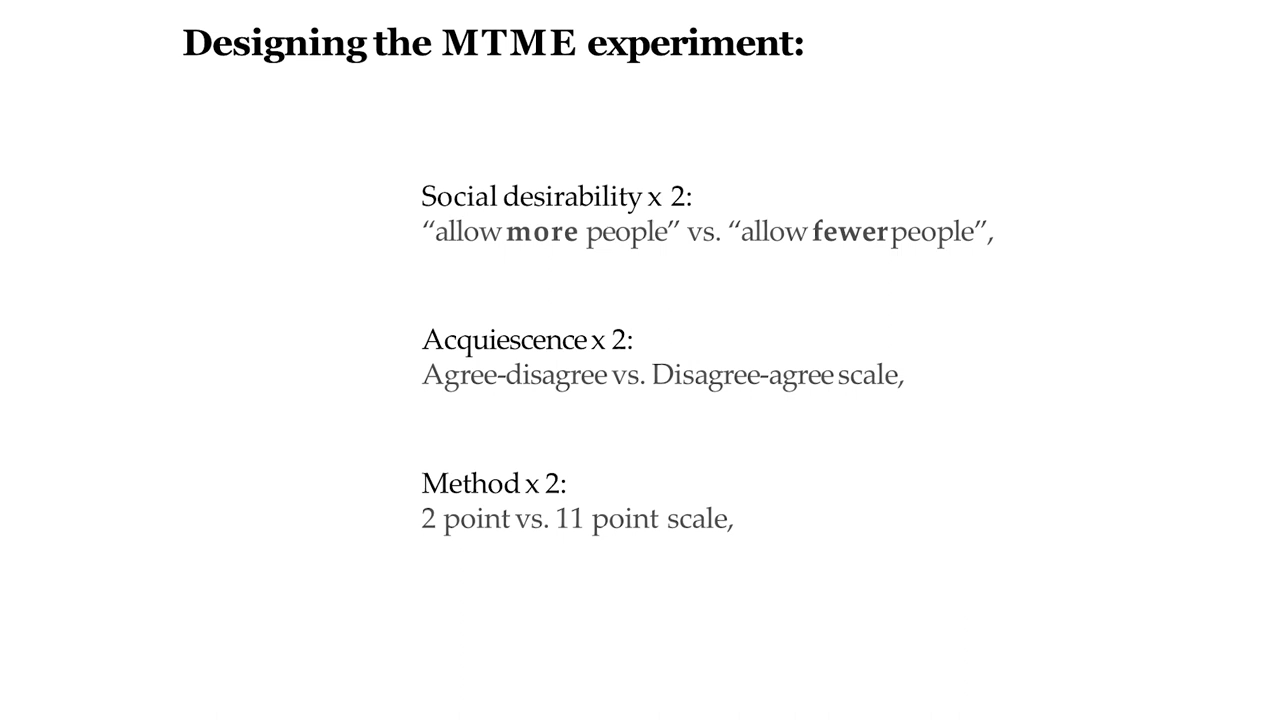 Designing the MTME experiment:
Social desirability x 2:
“allow more people” vs. “allow fewer people”,
Acquiescence x 2:
Agree-disagree vs. Disagree-agree scale,
Method x 2:
2 point vs. 11 point scale,